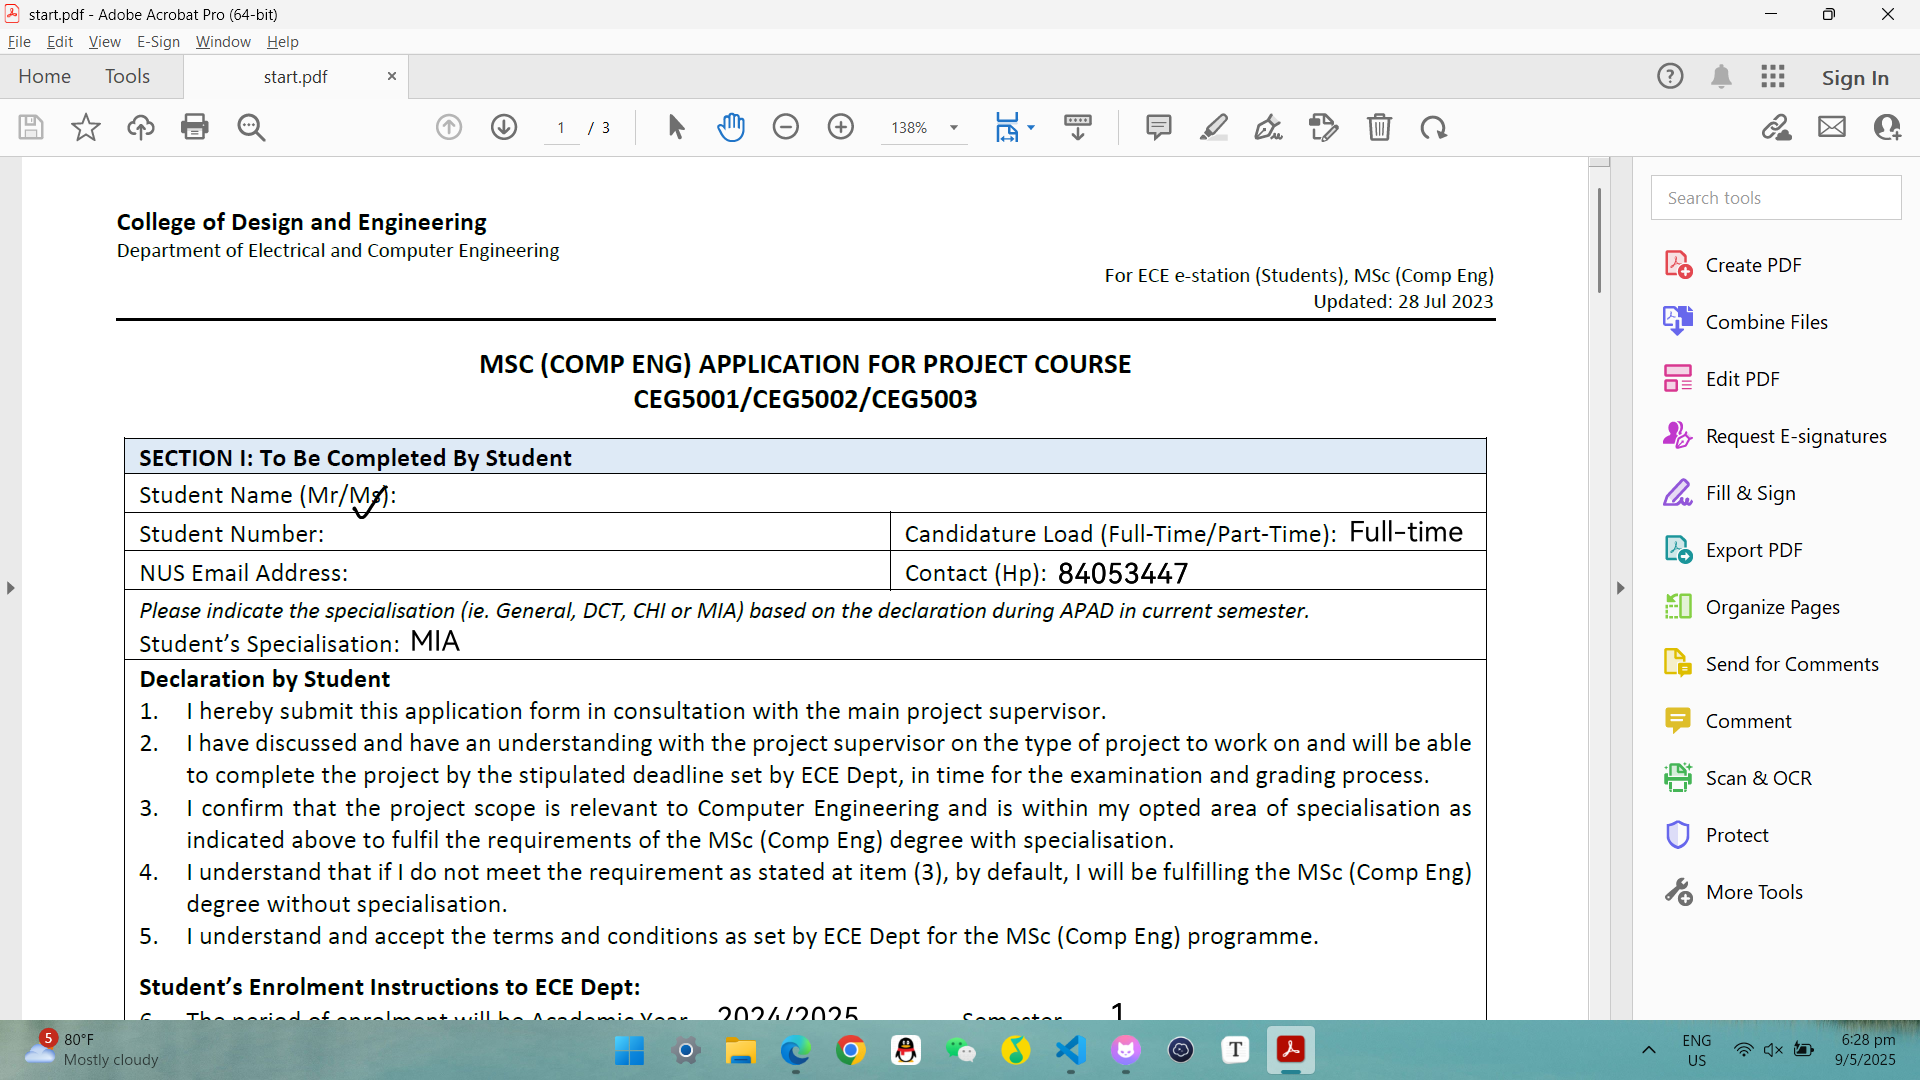 start.pdf - Adobe Acrobat Pro (64-bit)
File Edit View E-Sign Window Help
Home Tools start.pdf × Sign In
1 / 3 138%
Search tools
Create PDF
Combine Files
Edit PDF
Request E-signatures
Fill & Sign
Export PDF
Organize Pages
Send for Comments
Comment
Scan & OCR
Protect
More Tools
College of Design and Engineering
Department of Electrical and Computer Engineering
For ECE e-station (Students), MSc (Comp Eng)
Updated: 28 Jul 2023
MSC (COMP ENG) APPLICATION FOR PROJECT COURSE
CEG5001/CEG5002/CEG5003
SECTION I: To Be Completed By Student
Student Name (Mr/Ms):
Student Number:
Candidature Load (Full-Time/Part-Time): Full-time
NUS Email Address:
Contact (Hp): 84053447
Please indicate the specialisation (ie. General, DCT, CHI or MIA) based on the declaration during APAD in current semester.
Student’s Specialisation: MIA
Declaration by Student
1. I hereby submit this application form in consultation with the main project supervisor.
2. I have discussed and have an understanding with the project supervisor on the type of project to work on and will be able
to complete the project by the stipulated deadline set by ECE Dept, in time for the examination and grading process.
3. I confirm that the project scope is relevant to Computer Engineering and is within my opted area of specialisation as
indicated above to fulfil the requirements of the MSc (Comp Eng) degree with specialisation.
4. I understand that if I do not meet the requirement as stated at item (3), by default, I will be fulfilling the MSc (Comp Eng)
degree without specialisation.
5. I understand and accept the terms and conditions as set by ECE Dept for the MSc (Comp Eng) programme.
Student’s Enrolment Instructions to ECE Dept:
6. The period of enrolment will be Academic Year 2024/2025 Semester 1
5
80°F
Mostly cloudy
T
ENG
US
6:28 pm
9/5/2025